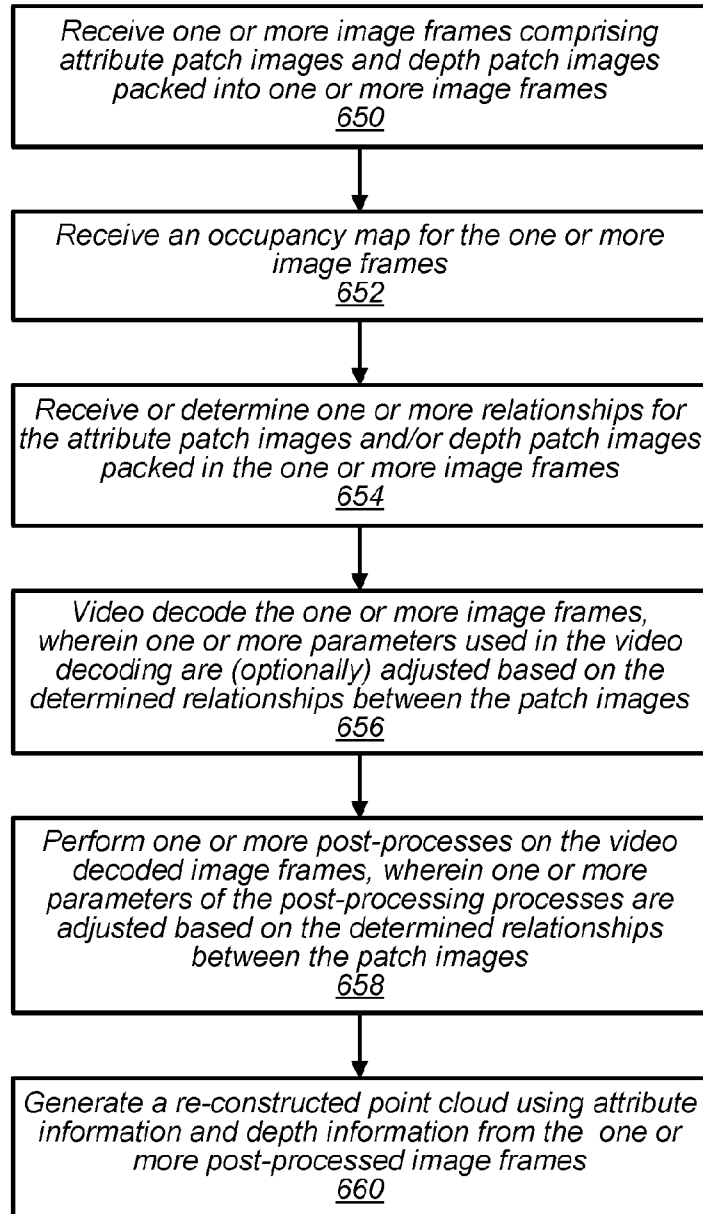 Receive one or more image frames comprising
attribute patch images and depth patch images
packed into one or more image frames
650
Receive an occupancy map for the one or more
image frames
652
Receive or determine one or more relationships for
the attribute patch images and/or depth patch images
packed in the one or more image frames
654
Video decode the one or more image frames,
wherein one or more parameters used in the video
decoding are (optionally) adjusted based on the
determined relationships between the patch images
656
Perform one or more post-processes on the video
decoded image frames, wherein one or more
parameters of the post-processing processes are
adjusted based on the determined relationships
between the patch images
658
Generate a re-constructed point cloud using attribute
information and depth information from the one or
more post-processed image frames
660